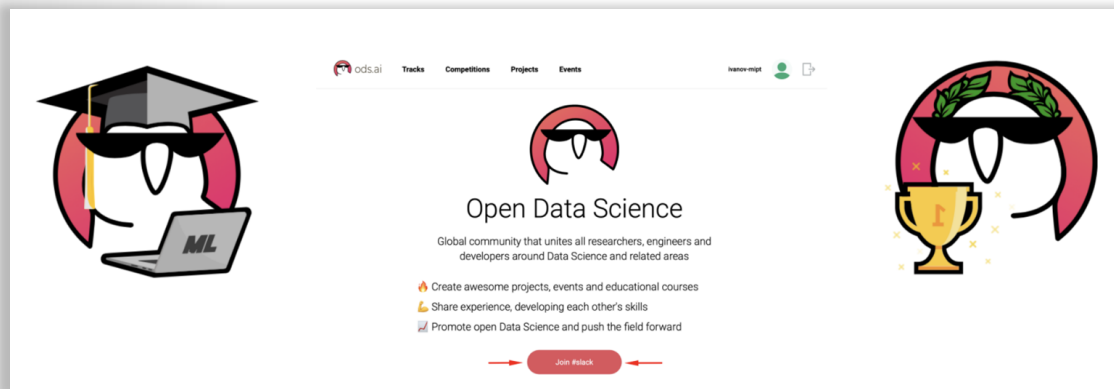 ods.ai Tracks Competitions Projects Events ivanov-mipt
ML
1
Open Data Science
Global community that unites all researchers, engineers and
developers around Data Science and related areas
🔥 Create awesome projects, events and educational courses
💪 Share experience, developing each other's skills
📈 Promote open Data Science and push the field forward
Join #slack